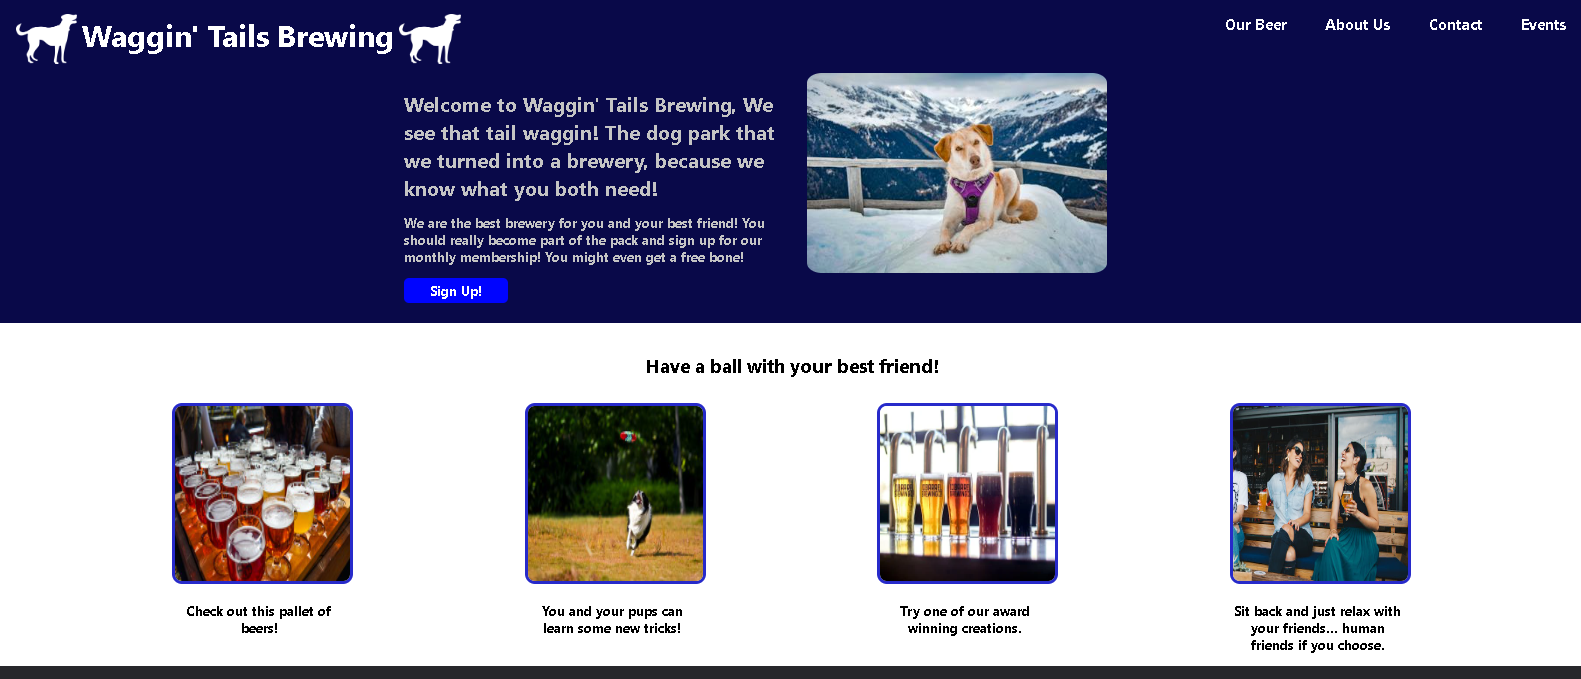 Waggin' Tails Brewing
Our Beer About Us Contact Events
Welcome to Waggin' Tails Brewing, We
see that tail waggin! The dog park that
we turned into a brewery, because we
know what you both need!
We are the best brewery for you and your best friend! You
should really become part of the pack and sign up for our
monthly membership! You might even get a free bone!
Sign Up!
Have a ball with your best friend!
Check out this pallet of
beers!
You and your pups can
learn some new tricks!
Try one of our award
winning creations.
Sit back and just relax with
your friends... human
friends if you choose.